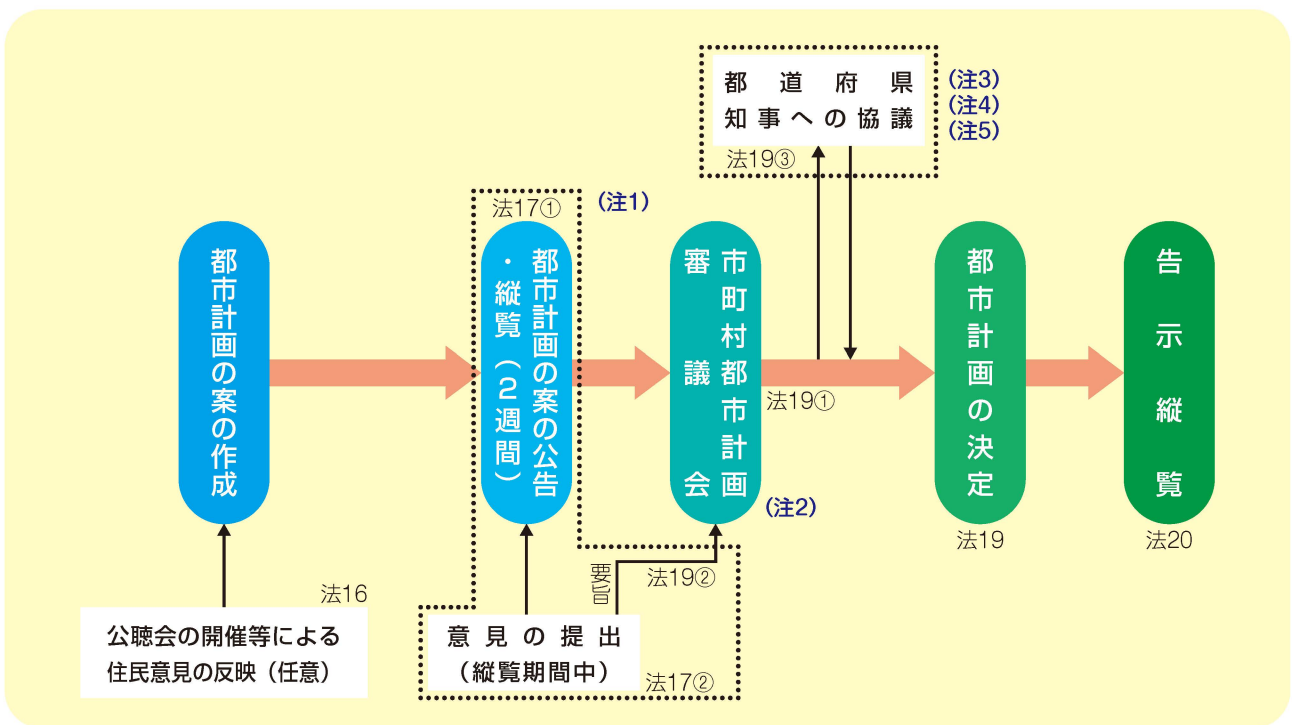 都道府県
知事への協議
法19③
(注3)
(注4)
(注5)
法17①
(注1)
都市計画の案の作成
都市計画の案の公告
・縦覧(2週間)
市町村都市計画
審議会
法19①
(注2)
都市計画の決定
法19
告示縦覧
法20
法16
公聴会の開催等による
住民意見の反映(任意)
意見の提出
(縦覧期間中)
法17②
要旨
法19②